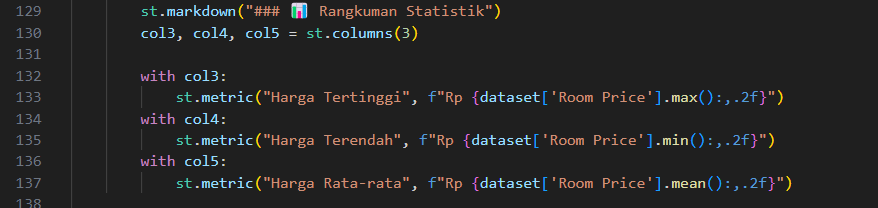 129 st.markdown("### 📊 Rangkuman Statistik")
130 col3, col4, col5 = st.columns(3)
131
132 with col3:
133 st.metric("Harga Tertinggi", f"Rp {dataset['Room Price'].max():,.2f}")
134 with col4:
135 st.metric("Harga Terendah", f"Rp {dataset['Room Price'].min():,.2f}")
136 with col5:
137 st.metric("Harga Rata-rata", f"Rp {dataset['Room Price'].mean():,.2f}")
138